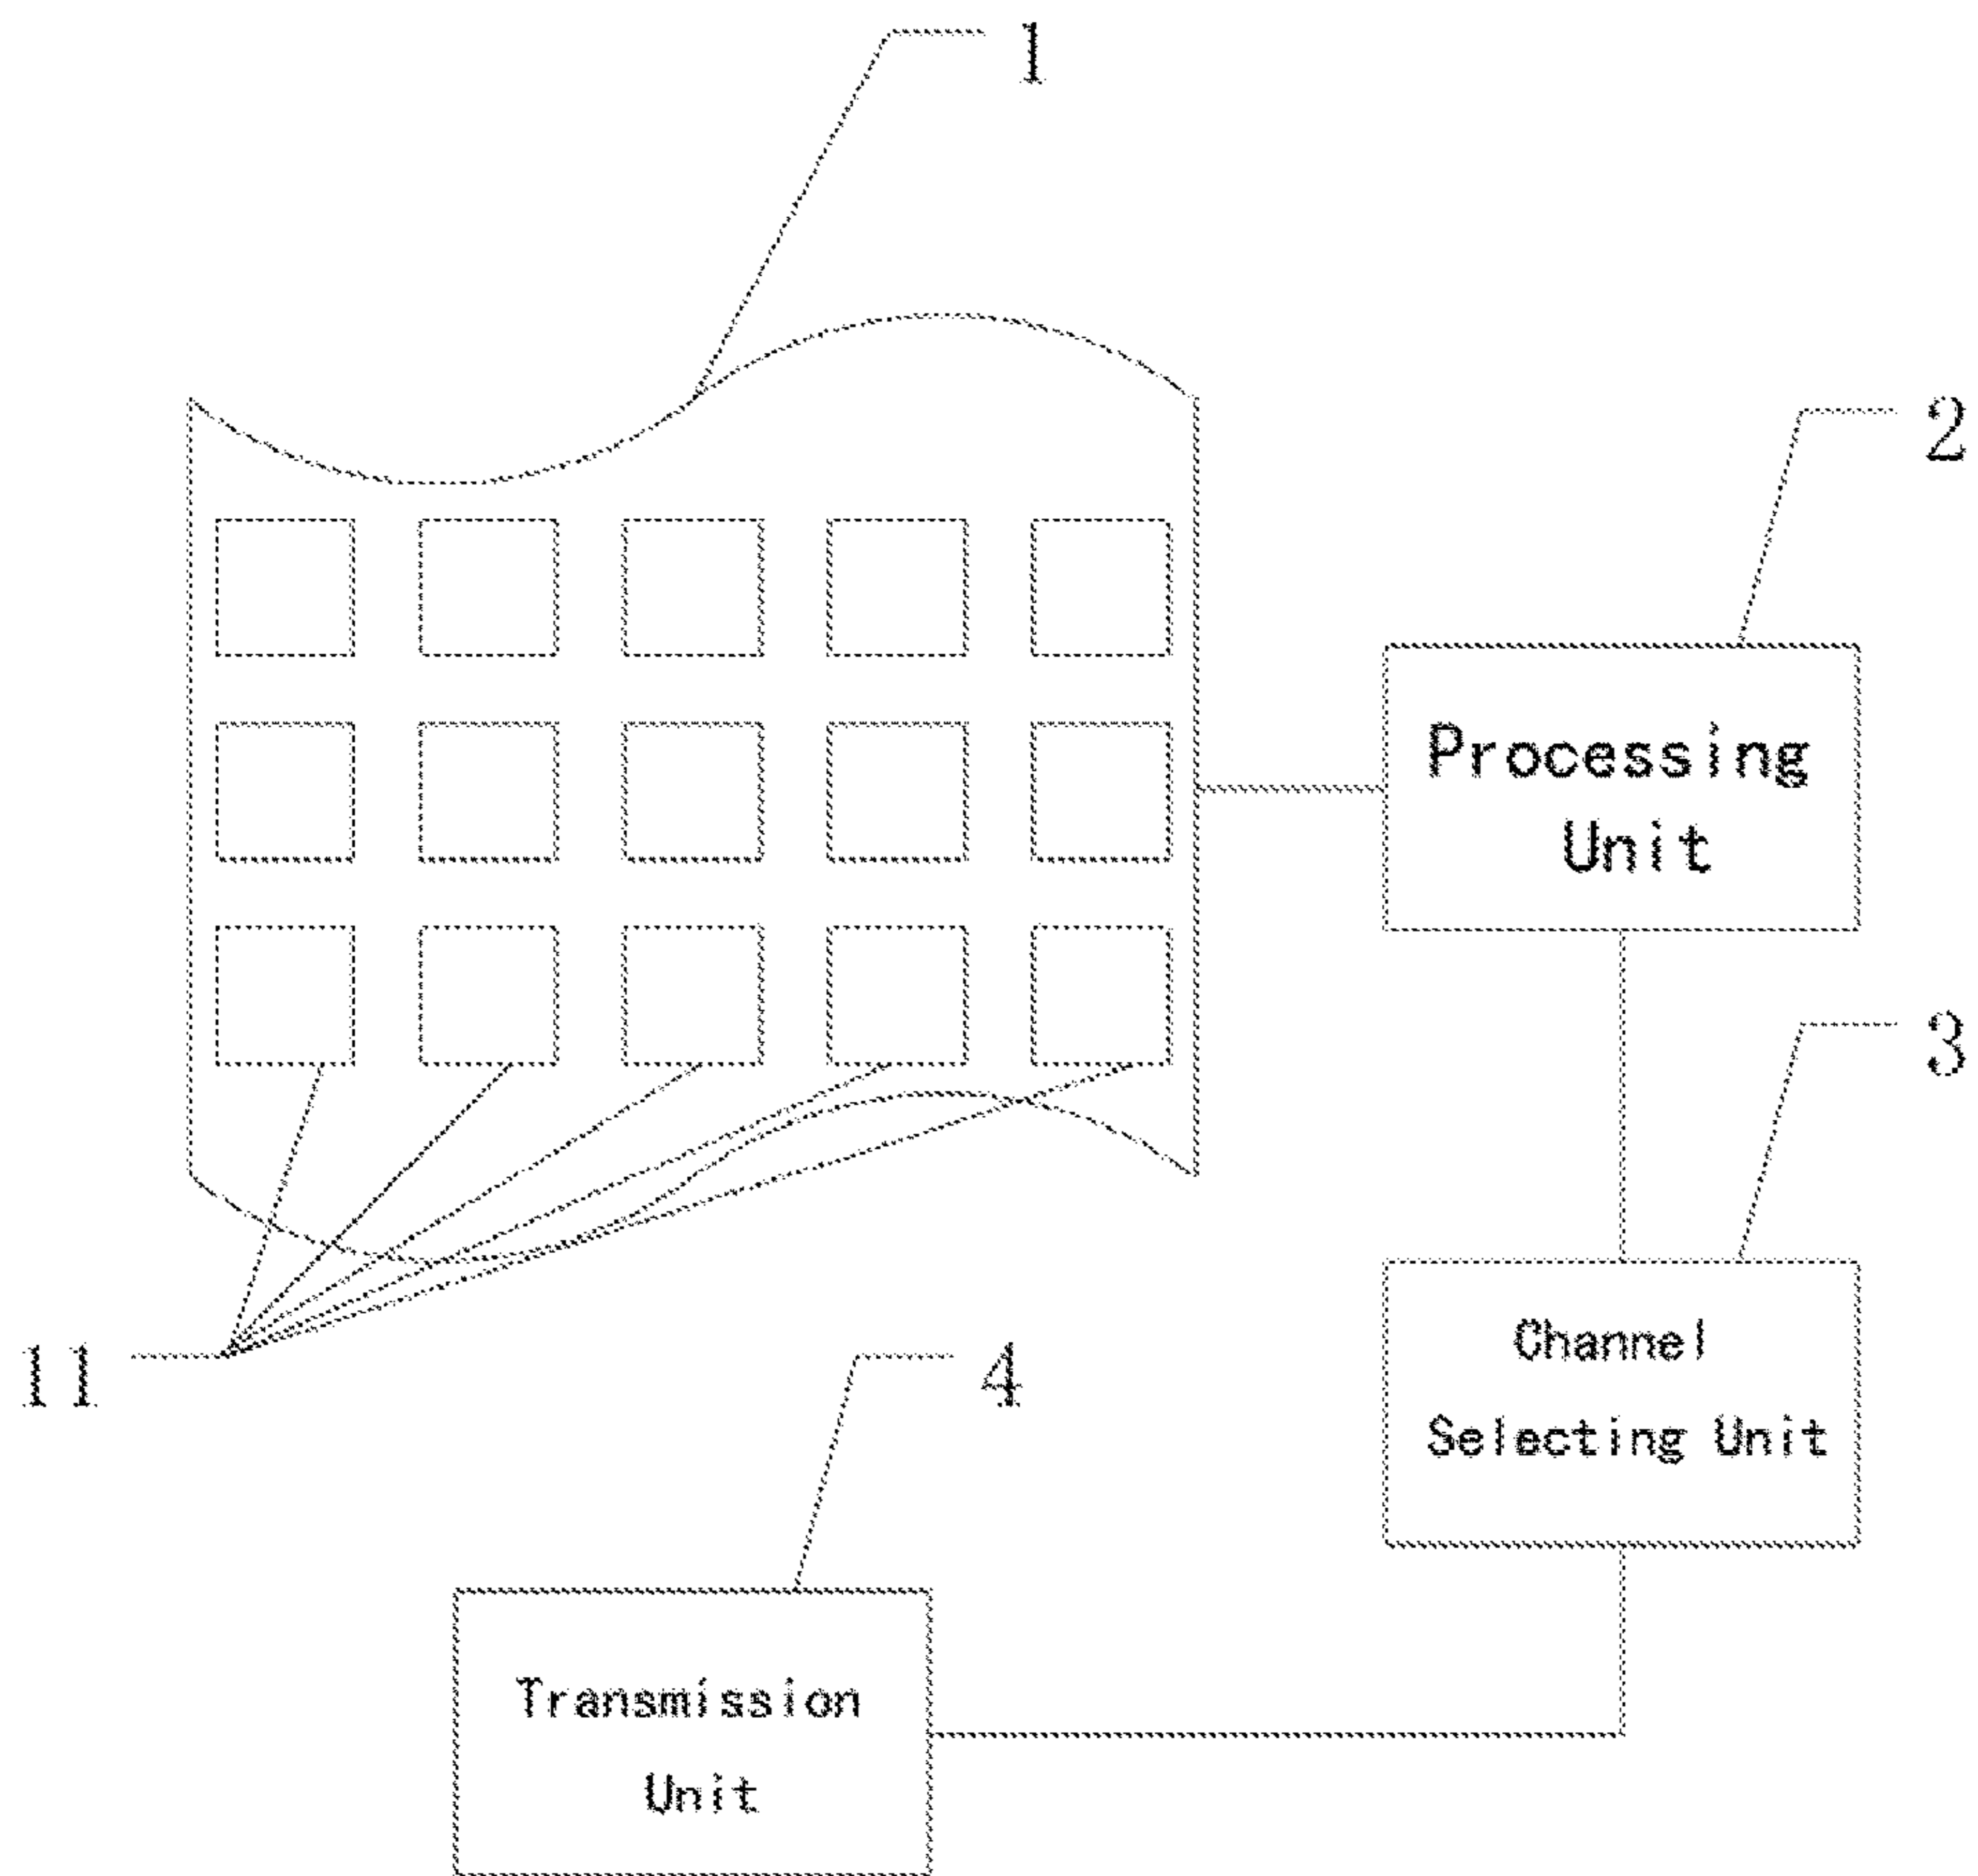 1
2
Processing
Unit
3
Channel
Selecting Unit
11
4
Transmission
Unit